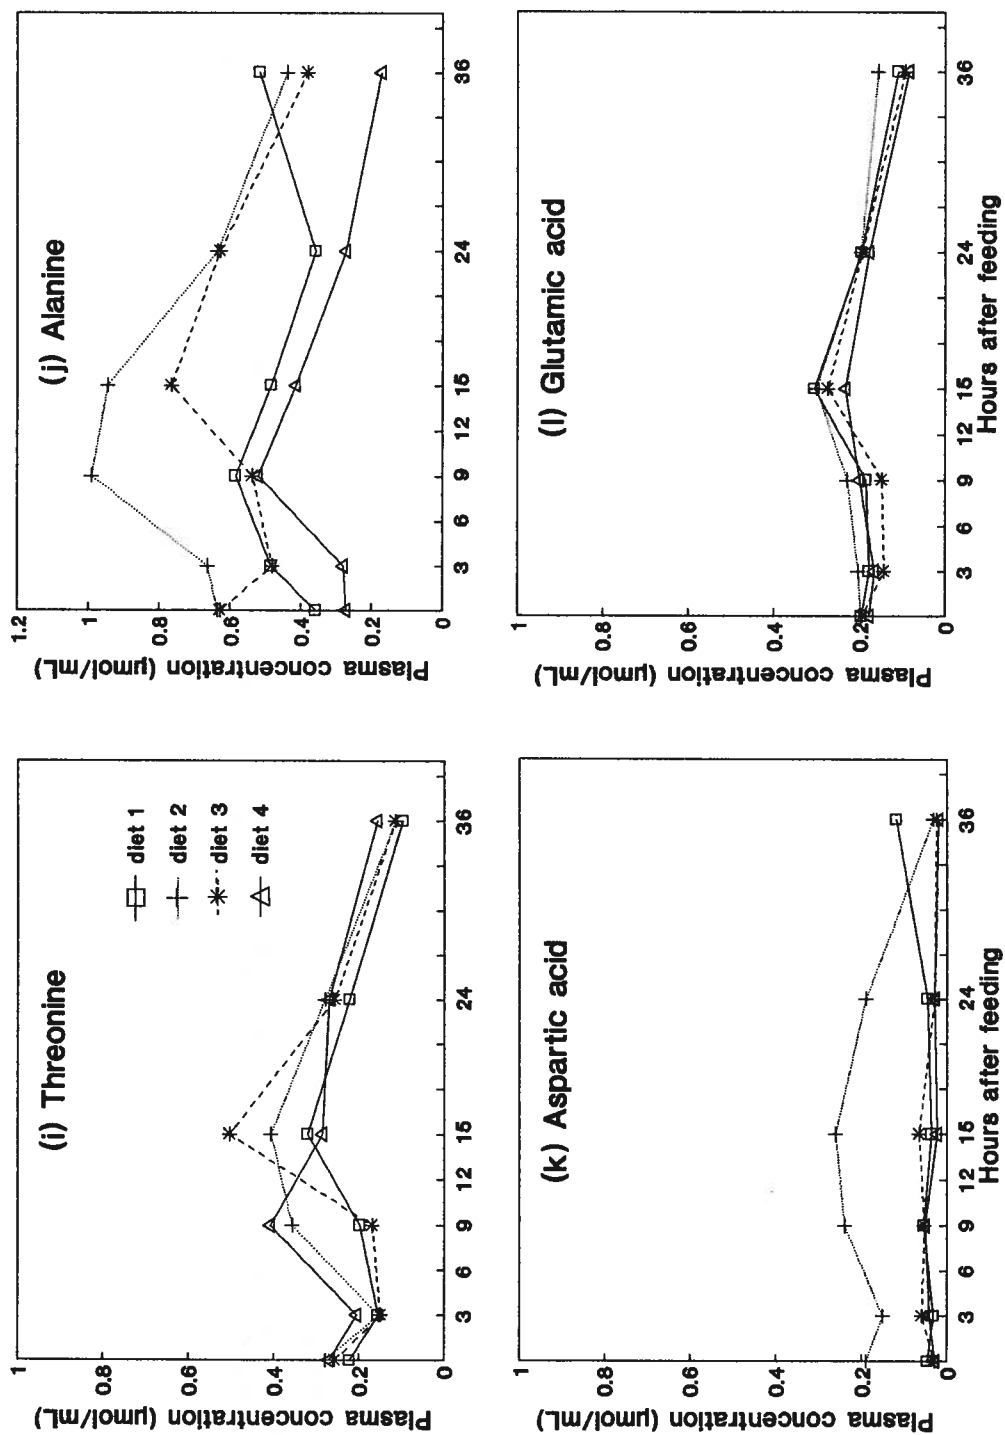 (i) Threonine
Plasma concentration (µmol/mL)
1
0.8
0.6
0.4
0.2
0
3 6 9 12 15 24 36
diet 1
diet 2
diet 3
diet 4
(j) Alanine
Plasma concentration (µmol/mL)
1.2
1
0.8
0.6
0.4
0.2
0
3 6 9 12 15 24 36
(k) Aspartic acid
Plasma concentration (µmol/mL)
1
0.8
0.6
0.4
0.2
0
3 6 9 12 15 24 36
Hours after feeding
(l) Glutamic acid
Plasma concentration (µmol/mL)
1
0.8
0.6
0.4
0.2
0
3 6 9 12 15 24 36
Hours after feeding